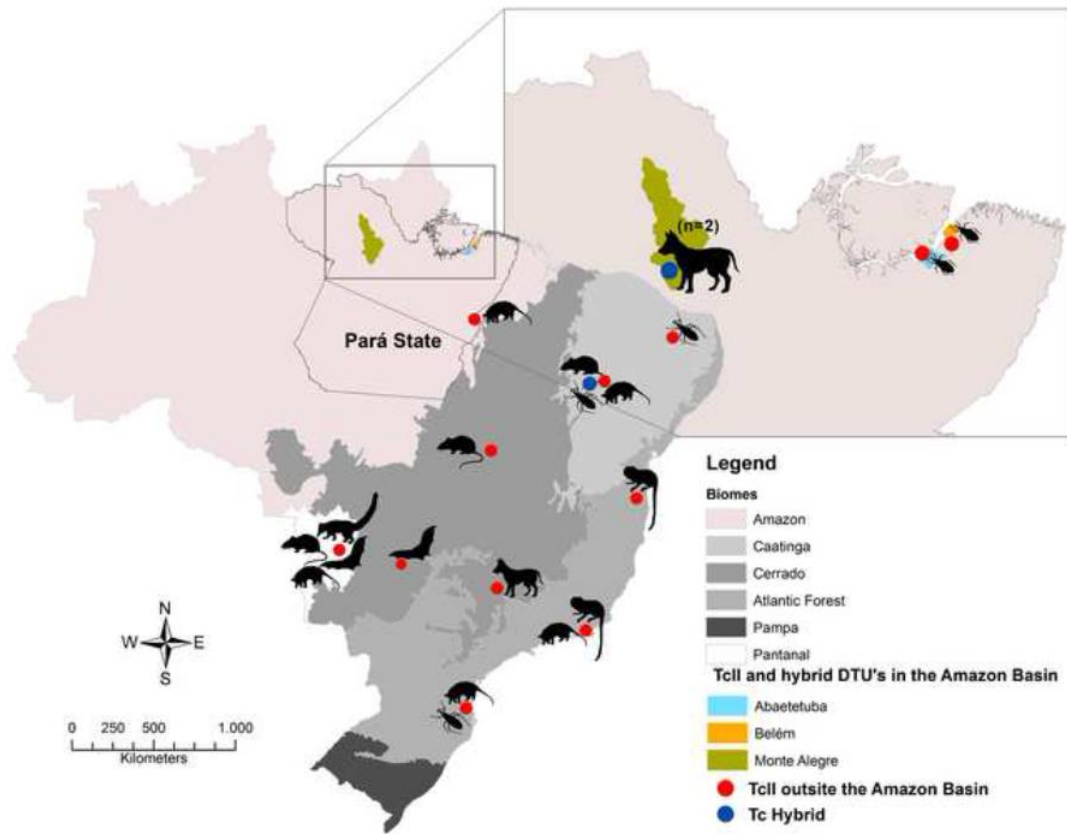 (n=2)
Pará State
Legend
Biomes
Amazon
Caatinga
Cerrado
Atlantic Forest
Pampa
Pantanal
TcII and hybrid DTU's in the Amazon Basin
Abaetetuba
Belém
Monte Alegre
TcII outsite the Amazon Basin
Tc Hybrid
N
W E
S
0 250 500 1.000
Kilometers